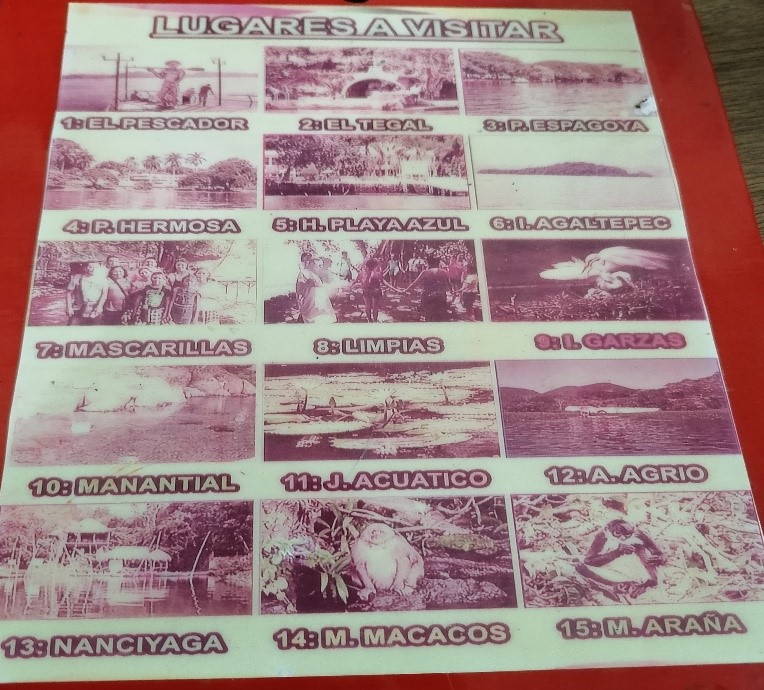 LUGARES A VISITAR
1: EL PESCADOR 2: EL TEGAL 3: P. ESPAGOYA
4: P. HERMOSA 5: H. PLAYA AZUL 6: I. AGALTEPEC
7: MASCARILLAS 8: LIMPIAS 9: I. GARZAS
10: MANANTIAL 11: J. ACUATICO 12: A. AGRIO
13: NANCIYAGA 14: M. MACACOS 15: M. ARAÑA